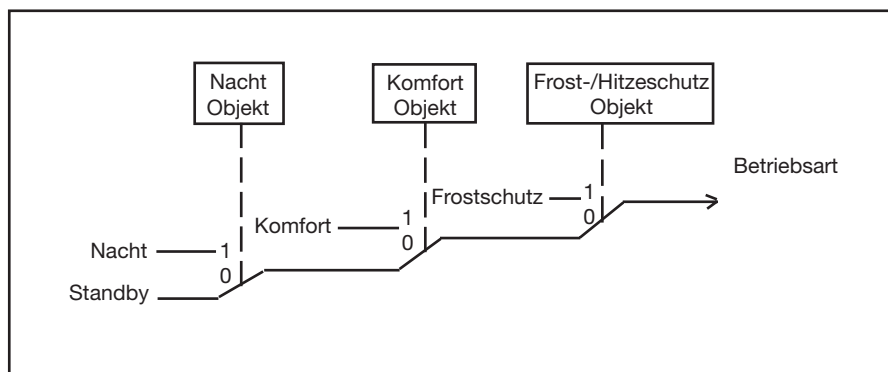 Nacht
Objekt
Komfort
Objekt
Frost-/Hitzeschutz
Objekt
Betriebsart
Frostschutz 1
0
Komfort 1
0
Nacht 1
0
Standby